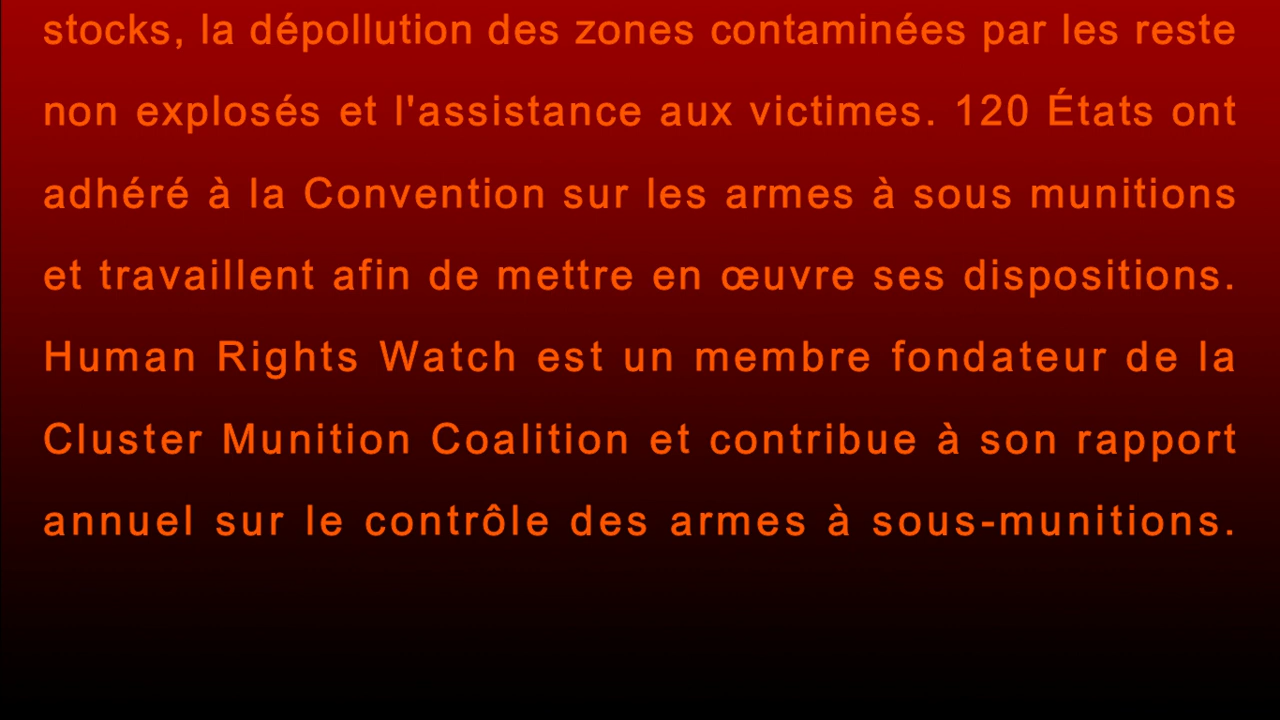 stocks, la dépollution des zones contaminées par les reste
non explosés et l'assistance aux victimes. 120 États ont
adhéré à la Convention sur les armes à sous munitions
et travaillent afin de mettre en œuvre ses dispositions.
Human Rights Watch est un membre fondateur de la
Cluster Munition Coalition et contribue à son rapport
annuel sur le contrôle des armes à sous-munitions.